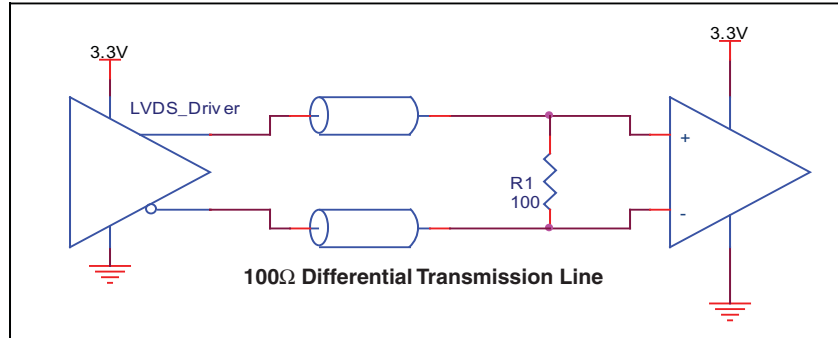 3.3V
3.3V
LVDS_Driver
+
R1
100
-
100Ω Differential Transmission Line